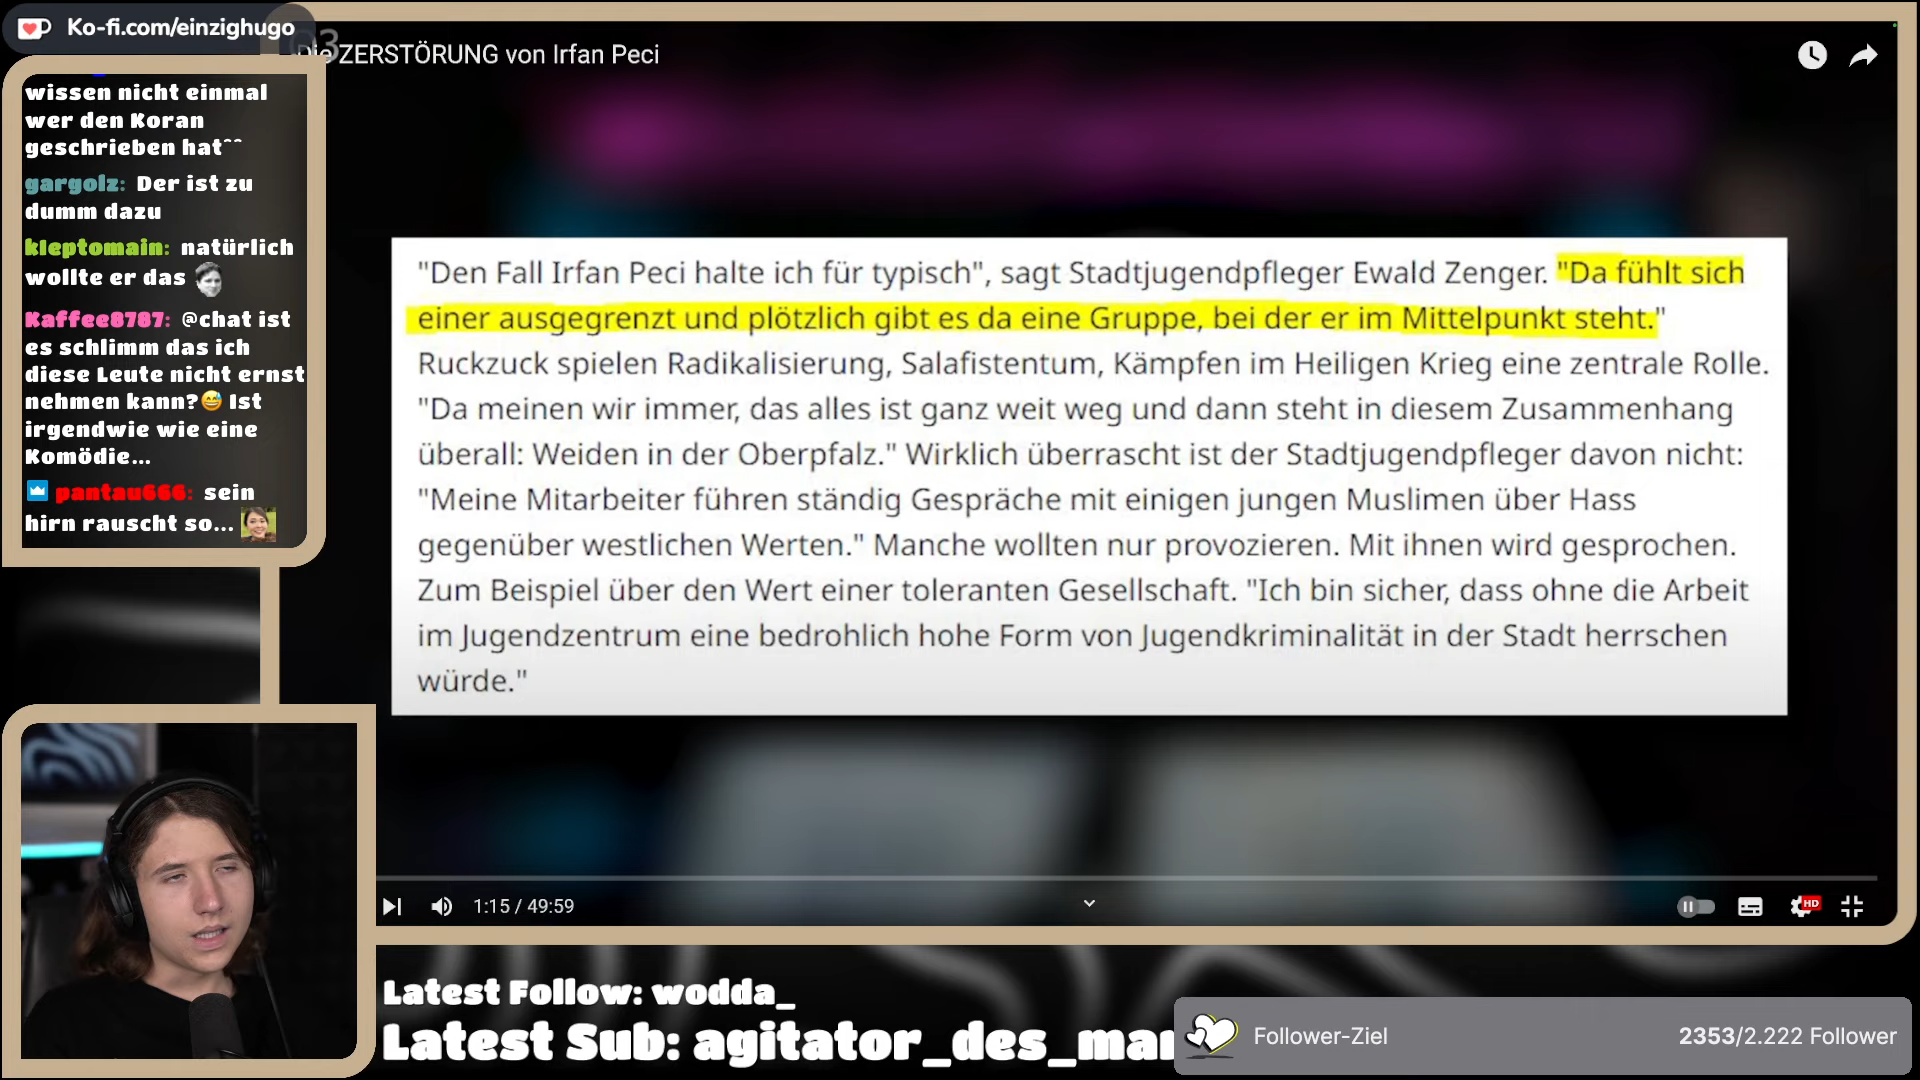 Ko-fi.com/einzighugo
Die ZERSTÖRUNG von Irfan Peci
wissen nicht einmal
wer den Koran
geschrieben hat^^
gargolz: Der ist zu
dumm dazu
kleptomain: natürlich
wollte er das
Kaffee8787: @chat ist
es schlimm das ich
diese Leute nicht ernst
nehmen kann?😅 Ist
irgendwie wie eine
Komödie...
pantau666: sein
hirn rauscht so...
"Den Fall Irfan Peci halte ich für typisch", sagt Stadtjugendpfleger Ewald Zenger. "Da fühlt sich
einer ausgegrenzt und plötzlich gibt es da eine Gruppe, bei der er im Mittelpunkt steht."
Ruckzuck spielen Radikalisierung, Salafistentum, Kämpfen im Heiligen Krieg eine zentrale Rolle.
"Da meinen wir immer, das alles ist ganz weit weg und dann steht in diesem Zusammenhang
überall: Weiden in der Oberpfalz." Wirklich überrascht ist der Stadtjugendpfleger davon nicht:
"Meine Mitarbeiter führen ständig Gespräche mit einigen jungen Muslimen über Hass
gegenüber westlichen Werten." Manche wollten nur provozieren. Mit ihnen wird gesprochen.
Zum Beispiel über den Wert einer toleranten Gesellschaft. "Ich bin sicher, dass ohne die Arbeit
im Jugendzentrum eine bedrohlich hohe Form von Jugendkriminalität in der Stadt herrschen
würde."
1:15 / 49:59
HD
Latest Follow: wodda_
Latest Sub: agitator_des_mar
Follower-Ziel
2353/2.222 Follower